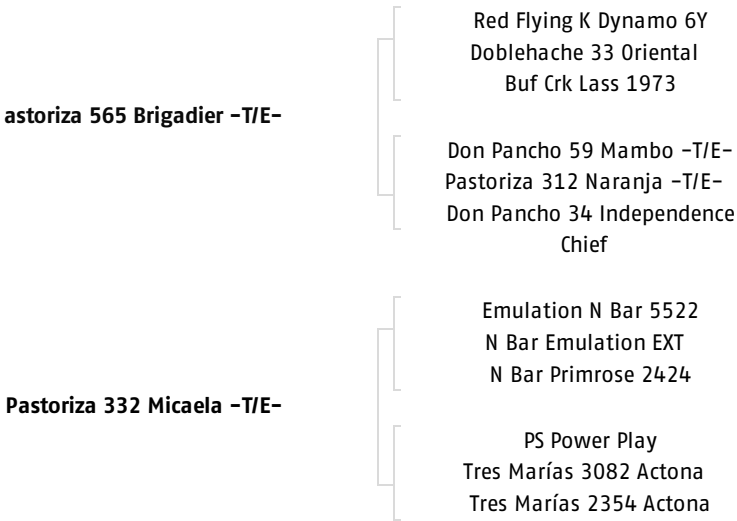 Red Flying K Dynamo 6Y
Doblehache 33 Oriental
Buf Crk Lass 1973
astoriza 565 Brigadier -T/E-
Don Pancho 59 Mambo -T/E-
Pastoriza 312 Naranja -T/E-
Don Pancho 34 Independence
Chief
Emulation N Bar 5522
N Bar Emulation EXT
N Bar Primrose 2424
Pastoriza 332 Micaela -T/E-
PS Power Play
Tres Marías 3082 Actona
Tres Marías 2354 Actona